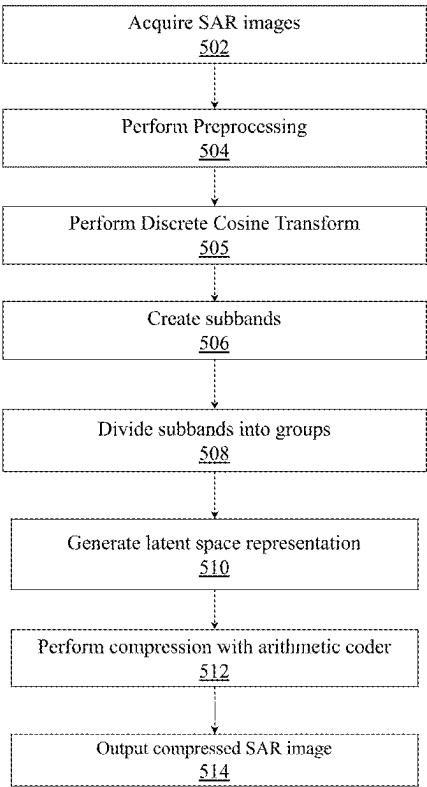 Acquire SAR images
502
Perform Preprocessing
504
Perform Discrete Cosine Transform
505
Create subbands
506
Divide subbands into groups
508
Generate latent space representation
510
Perform compression with arithmetic coder
512
Output compressed SAR image
514